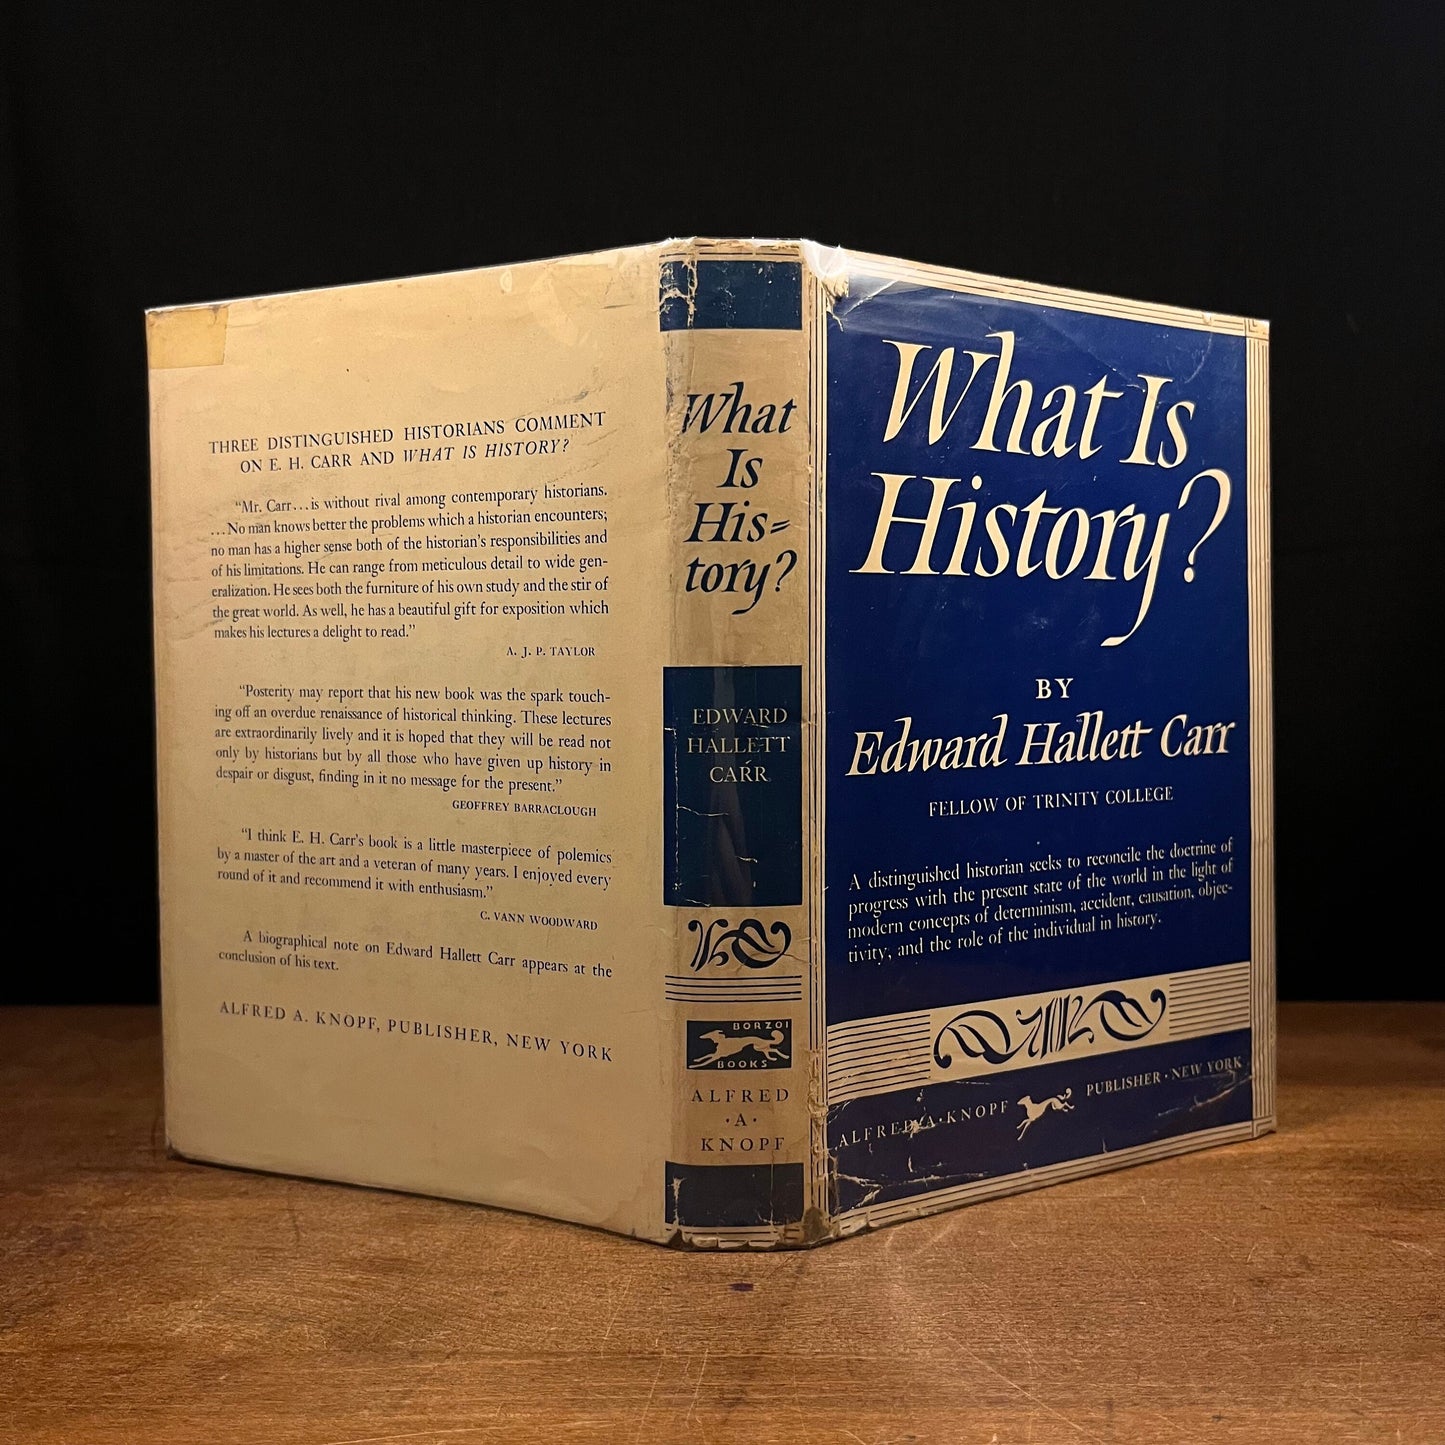 THREE DISTINGUISHED HISTORIANS COMMENT
ON E. H. CARR AND WHAT IS HISTORY?
“Mr. Carr...is without rival among contemporary historians.
...No man knows better the problems which a historian encounters;
no man has a higher sense both of the historian's responsibilities and
of his limitations. He can range from meticulous detail to wide gen-
eralization. He sees both the furniture of his own study and the stir of
the great world. As well, he has a beautiful gift for exposition which
makes his lectures a delight to read.”
A. J. P. TAYLOR
“Posterity may report that his new book was the spark touch-
ing off an overdue renaissance of historical thinking. These lectures
are extraordinarily lively and it is hoped that they will be read not
only by historians but by all those who have given up history in
despair or disgust, finding in it no message for the present.”
GEOFFREY BARRACLOUGH
“I think E. H. Carr's book is a little masterpiece of polemics
by a master of the art and a veteran of many years. I enjoyed every
round of it and recommend it with enthusiasm.”
C. VANN WOODWARD
A biographical note on Edward Hallett Carr appears at the
conclusion of his text.
ALFRED A. KNOPF, PUBLISHER, NEW YORK
What
Is
His=
tory?
EDWARD
HALLETT
CARR
BORZOI
BOOKS
ALFRED
·A·
KNOPF
What Is
History?
BY
Edward Hallett Carr
FELLOW OF TRINITY COLLEGE
A distinguished historian seeks to reconcile the doctrine of
progress with the present state of the world in the light of
modern concepts of determinism, accident, causation, objec-
tivity, and the role of the individual in history.
ALFRED·A·KNOPF PUBLISHER·NEW YORK